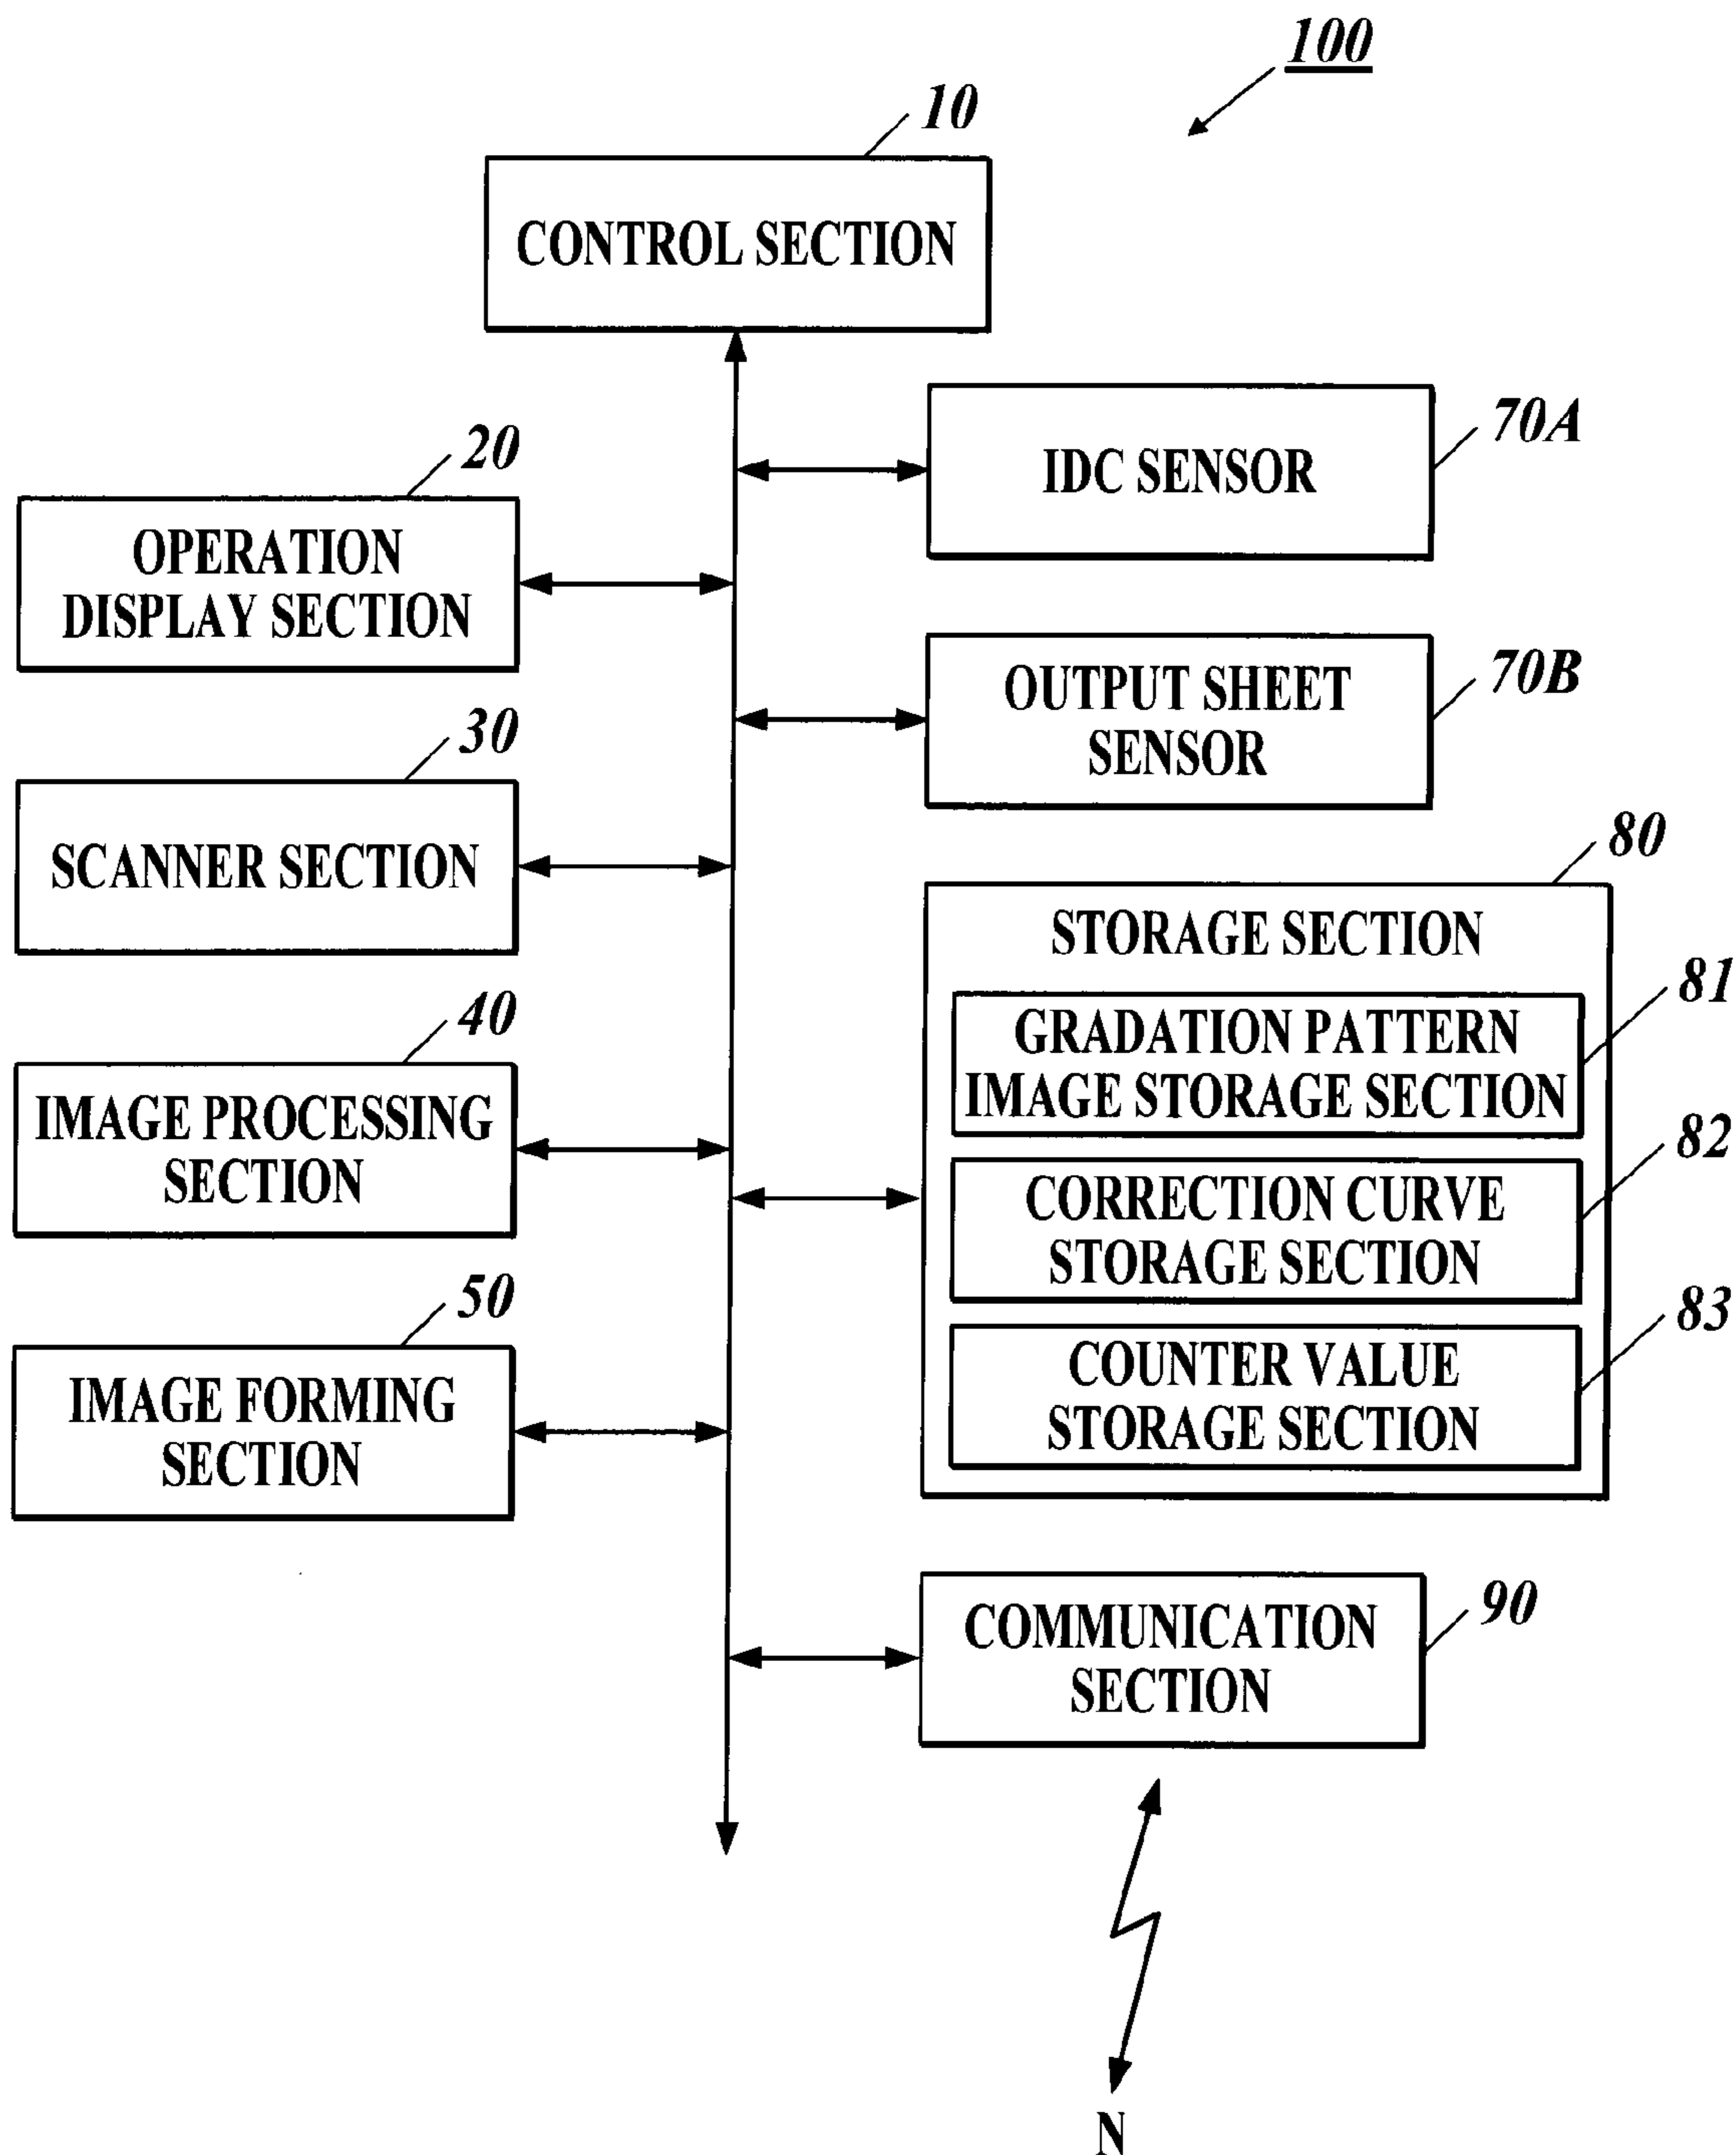 100
10
CONTROL SECTION
70A
IDC SENSOR
20
OPERATION
DISPLAY SECTION
70B
OUTPUT SHEET
SENSOR
30
SCANNER SECTION
80
STORAGE SECTION
81
GRADATION PATTERN
IMAGE STORAGE SECTION
40
IMAGE PROCESSING
SECTION
82
CORRECTION CURVE
STORAGE SECTION
50
IMAGE FORMING
SECTION
83
COUNTER VALUE
STORAGE SECTION
90
COMMUNICATION
SECTION
N